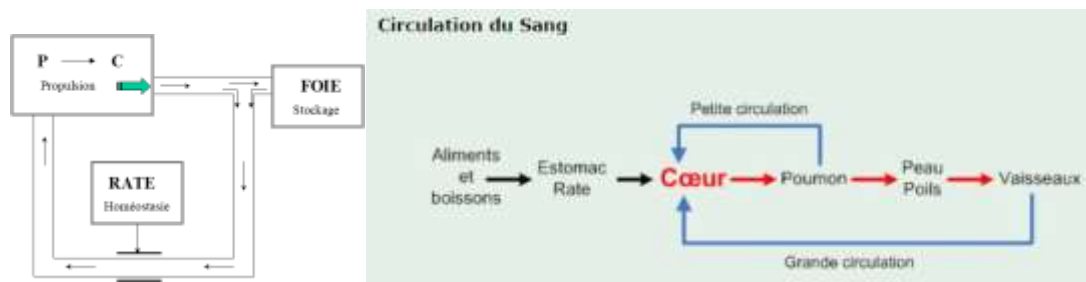 P C
Propulsion
FOIE
Stockage
RATE
Homéostasie
Circulation du Sang
Petite circulation
Aliments
et
boissons
Estomac
Rate
Cœur
Poumon
Peau
Poils
Vaisseaux
Grande circulation